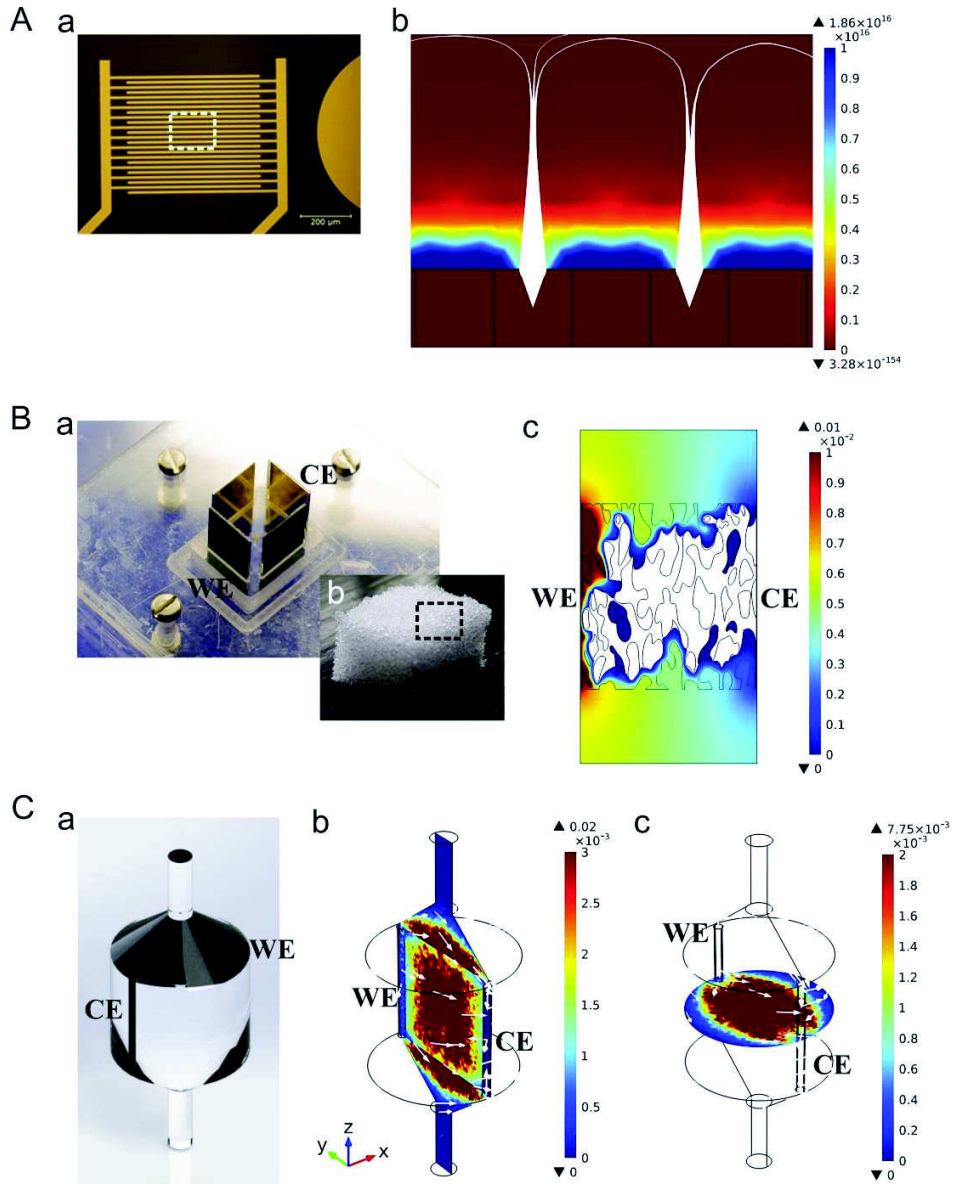 A
a
200 µm
b
▲ 1.86×10¹⁶
×10¹⁶
1
0.9
0.8
0.7
0.6
0.5
0.4
0.3
0.2
0.1
0
▼ 3.28×10⁻¹⁵⁴
B
a
CE
WE
b
c
WE
CE
▲ 0.01
×10⁻²
1
0.9
0.8
0.7
0.6
0.5
0.4
0.3
0.2
0.1
0
▼ 0
C
a
WE
CE
b
WE
CE
z
y
x
▲ 0.02
×10⁻³
3
2.5
2
1.5
1
0.5
0
▼ 0
c
WE
CE
▲ 7.75×10⁻³
×10⁻³
2
1.8
1.6
1.4
1.2
1
0.8
0.6
0.4
0.2
0
▼ 0